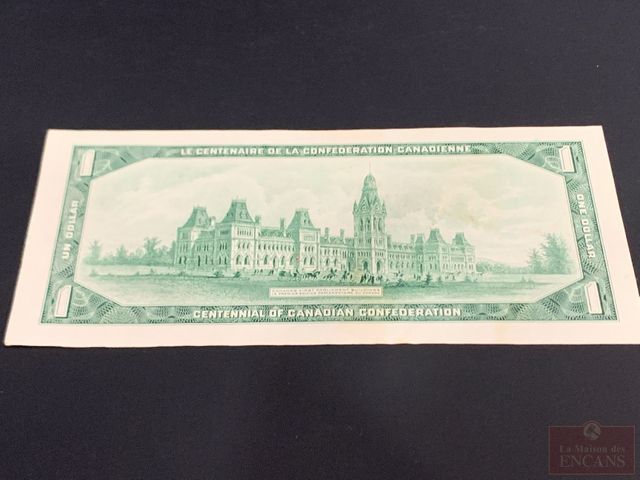 1 LE CENTENAIRE DE LA CONFEDERATION CANADIENNE 1
UN DOLLAR
ONE DOLLAR
1 CENTENNIAL OF CANADIAN CONFEDERATION 1
La Maison des
ENCANS